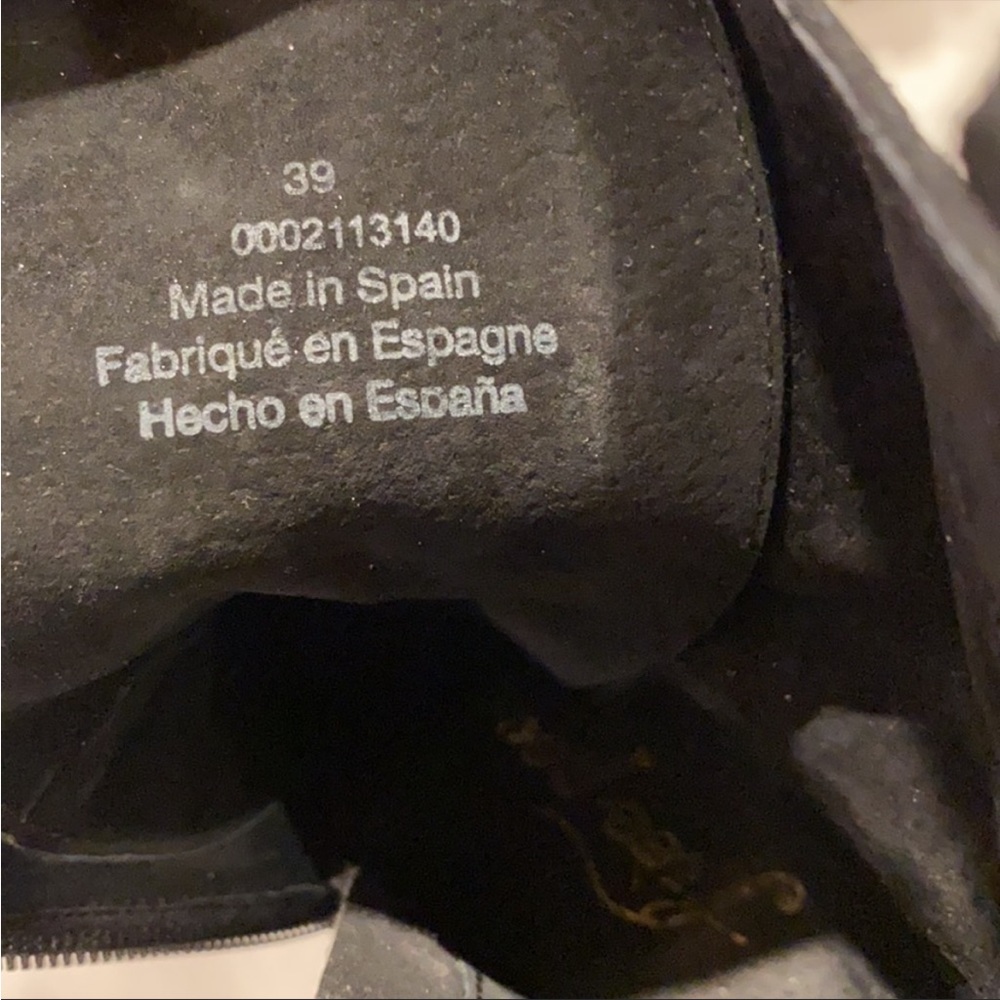 39
0002113140
Made in Spain
Fabriqué en Espagne
Hecho en España